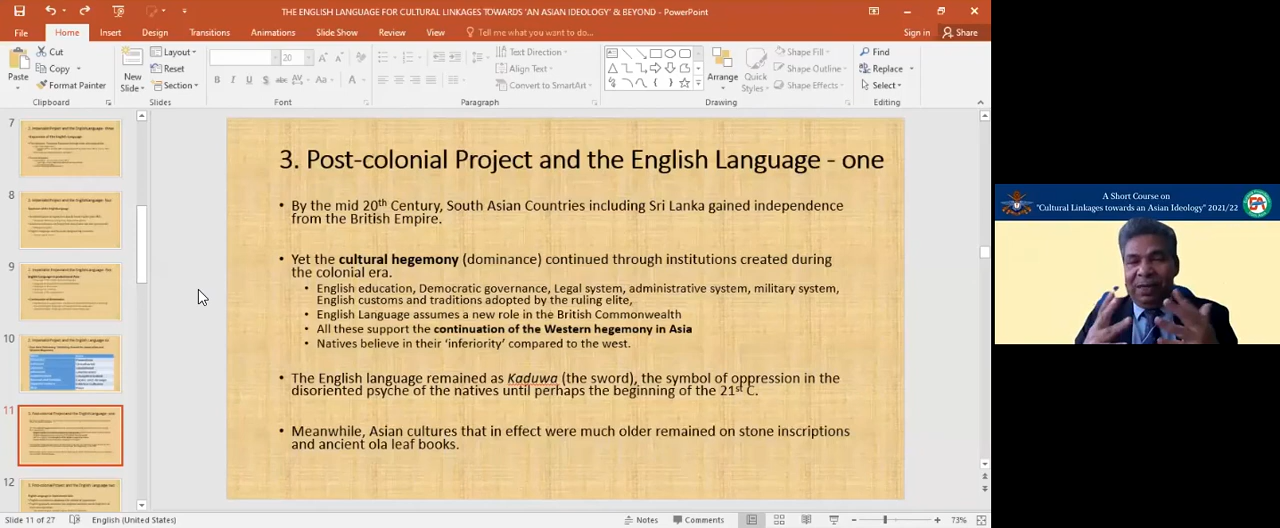 THE ENGLISH LANGUAGE FOR CULTURAL LINKAGES TOWARDS 'AN ASIAN IDEOLOGY' & BEYOND - PowerPoint
File Home Insert Design Transitions Animations Slide Show Review View Tell me what you want to do... Sign in Share
Cut
Copy
Format Painter
Paste
Clipboard
New
Slide
Layout
Reset
Section
Slides
20
B I U S abc AV Aa A
Font
Paragraph
Text Direction
Align Text
Convert to SmartArt
Arrange
Quick
Styles
Shape Fill
Shape Outline
Shape Effects
Drawing
Find
Replace
Select
Editing
7
8
9
10
11
12
3. Post-colonial Project and the English Language - one
• By the mid 20th Century, South Asian Countries including Sri Lanka gained independence
from the British Empire.
• Yet the cultural hegemony (dominance) continued through institutions created during
the colonial era.
• English education, Democratic governance, Legal system, administrative system, military system,
English customs and traditions adopted by the ruling elite,
• English Language assumes a new role in the British Commonwealth
• All these support the continuation of the Western hegemony in Asia
• Natives believe in their 'inferiority' compared to the west.
• The English language remained as Kaduwa (the sword), the symbol of oppression in the
disoriented psyche of the natives until perhaps the beginning of the 21st C.
• Meanwhile, Asian cultures that in effect were much older remained on stone inscriptions
and ancient ola leaf books.
A Short Course on
"Cultural Linkages towards an Asian Ideology" 2021/22
Slide 11 of 27 English (United States) Notes Comments 73%